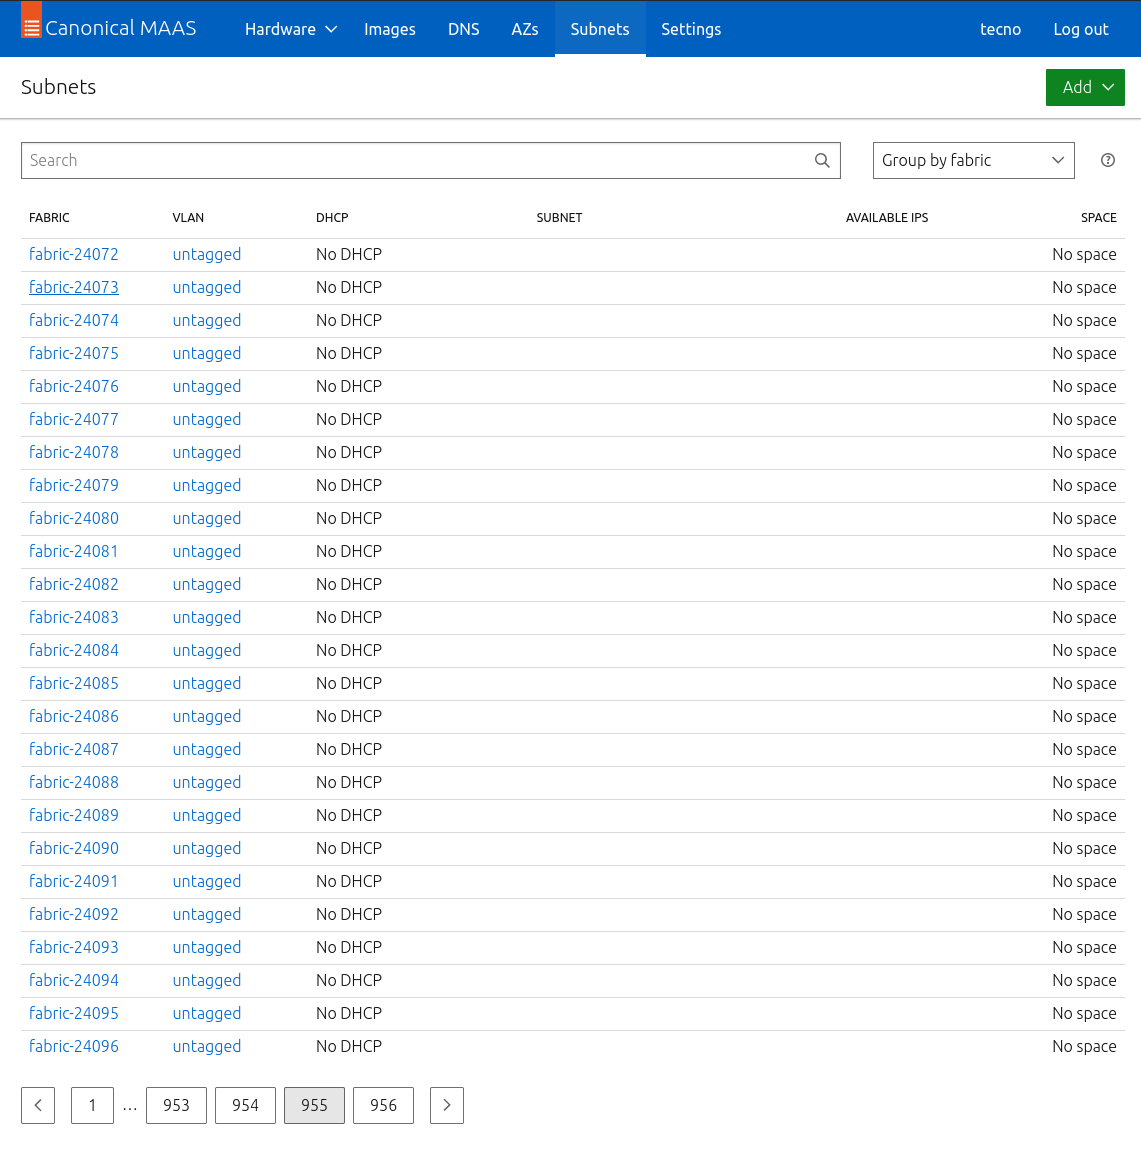 Canonical MAAS Hardware Images DNS AZs Subnets Settings tecno Log out
Subnets Add
Search Group by fabric ?
FABRIC VLAN DHCP SUBNET AVAILABLE IPS SPACE
fabric-24072 untagged No DHCP No space
fabric-24073 untagged No DHCP No space
fabric-24074 untagged No DHCP No space
fabric-24075 untagged No DHCP No space
fabric-24076 untagged No DHCP No space
fabric-24077 untagged No DHCP No space
fabric-24078 untagged No DHCP No space
fabric-24079 untagged No DHCP No space
fabric-24080 untagged No DHCP No space
fabric-24081 untagged No DHCP No space
fabric-24082 untagged No DHCP No space
fabric-24083 untagged No DHCP No space
fabric-24084 untagged No DHCP No space
fabric-24085 untagged No DHCP No space
fabric-24086 untagged No DHCP No space
fabric-24087 untagged No DHCP No space
fabric-24088 untagged No DHCP No space
fabric-24089 untagged No DHCP No space
fabric-24090 untagged No DHCP No space
fabric-24091 untagged No DHCP No space
fabric-24092 untagged No DHCP No space
fabric-24093 untagged No DHCP No space
fabric-24094 untagged No DHCP No space
fabric-24095 untagged No DHCP No space
fabric-24096 untagged No DHCP No space
1 … 953 954 955 956